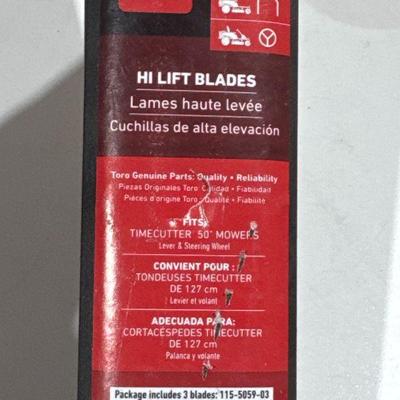 HI LIFT BLADES
Lames haute levée
Cuchillas de alta elevación
Toro Genuine Parts: Quality • Reliability
Piezas Originales Toro: Calidad • Fiabilidad
Pièces d'origine Toro: Qualité • Fiabilité
FITS:
TIMECUTTER 50" MOWERS
Lever & Steering Wheel
CONVIENT POUR :
TONDEUSES TIMECUTTER
DE 127 cm
Levier et volant
ADECUADA PARA:
CORTACÉSPEDES TIMECUTTER
DE 127 cm
Palanca y volante
Package includes 3 blades: 115-5059-03